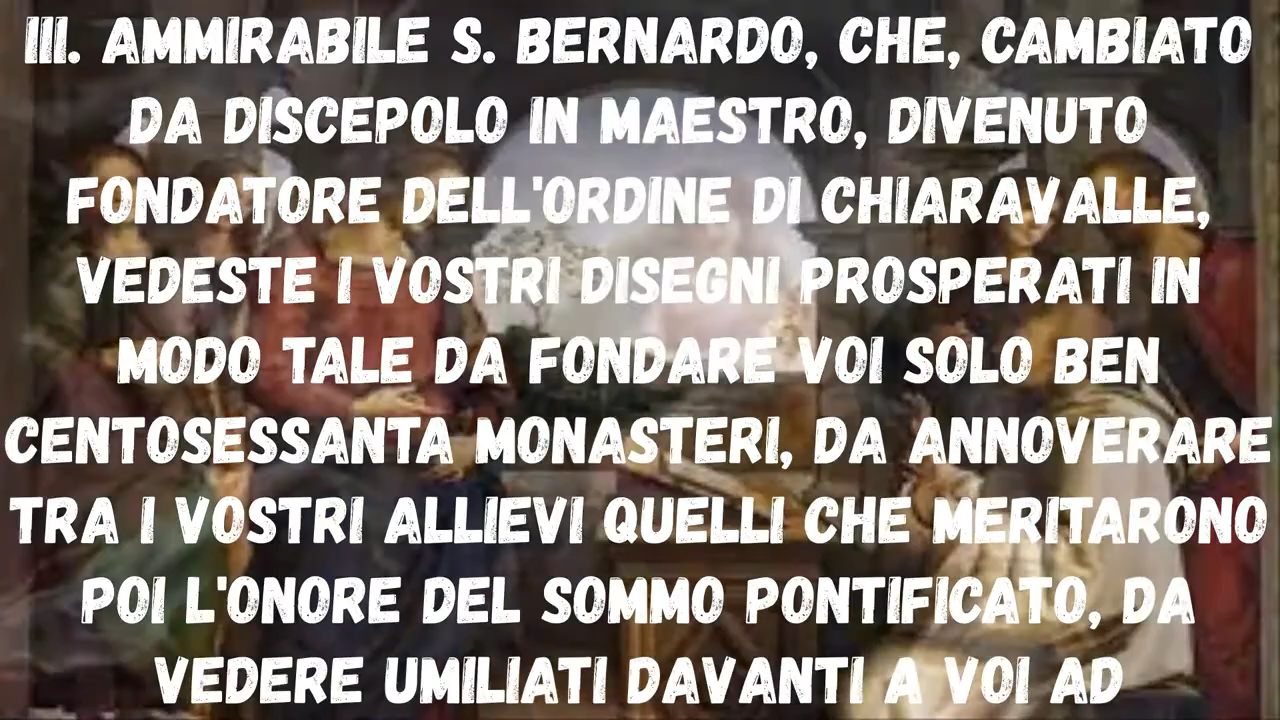 III. AMMIRABILE S. BERNARDO, CHE, CAMBIATO
DA DISCEPOLO IN MAESTRO, DIVENUTO
FONDATORE DELL'ORDINE DI CHIARAVALLE,
VEDESTE I VOSTRI DISEGNI PROSPERATI IN
MODO TALE DA FONDARE VOI SOLO BEN
CENTOSESSANTA MONASTERI, DA ANNOVERARE
TRA I VOSTRI ALLIEVI QUELLI CHE MERITARONO
POI L'ONORE DEL SOMMO PONTIFICATO, DA
VEDERE UMILIATI DAVANTI A VOI AD